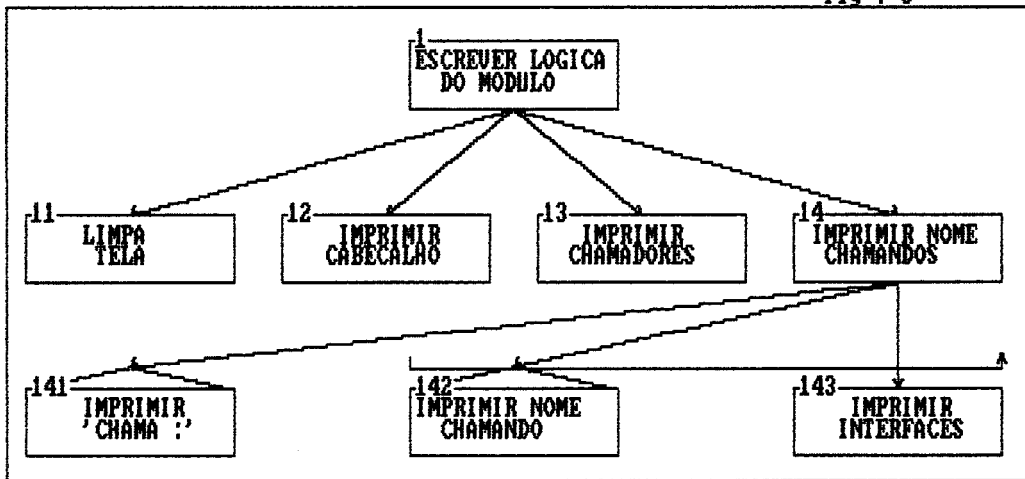 1
ESCREVER LOGICA
DO MODULO
11
LIMPA
TELA
12
IMPRIMIR
CABECALHO
13
IMPRIMIR
CHAMADORES
14
IMPRIMIR NOME
CHAMANDOS
141
IMPRIMIR
'CHAMA :'
142
IMPRIMIR NOME
CHAMANDO
143
IMPRIMIR
INTERFACES